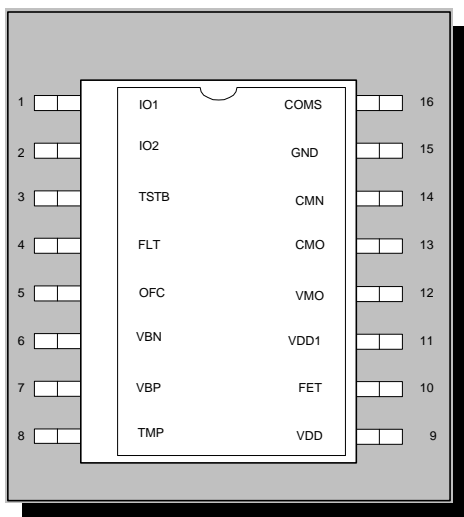 1 IO1 COMS 16
2 IO2 GND 15
3 TSTB CMN 14
4 FLT CMO 13
5 OFC VMO 12
6 VBN VDD1 11
7 VBP FET 10
8 TMP VDD 9